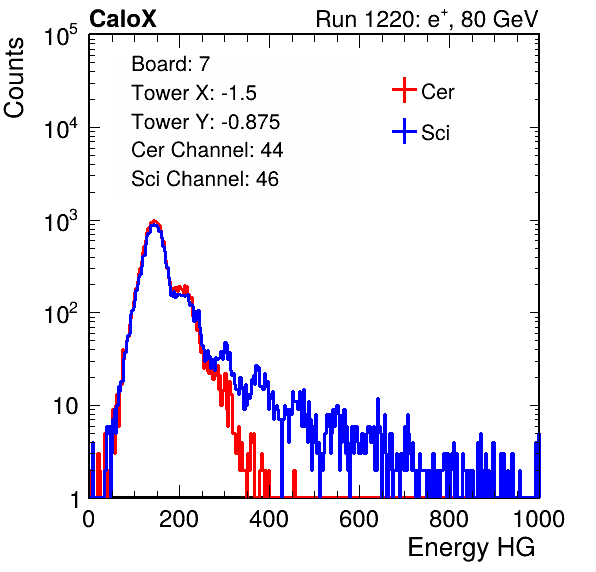 CaloX Run 1220: e⁺, 80 GeV
Counts
10⁵
10⁴
10³
10²
10
1
Board: 7
Tower X: -1.5
Tower Y: -0.875
Cer Channel: 44
Sci Channel: 46
Cer
Sci
0 200 400 600 800 1000
Energy HG